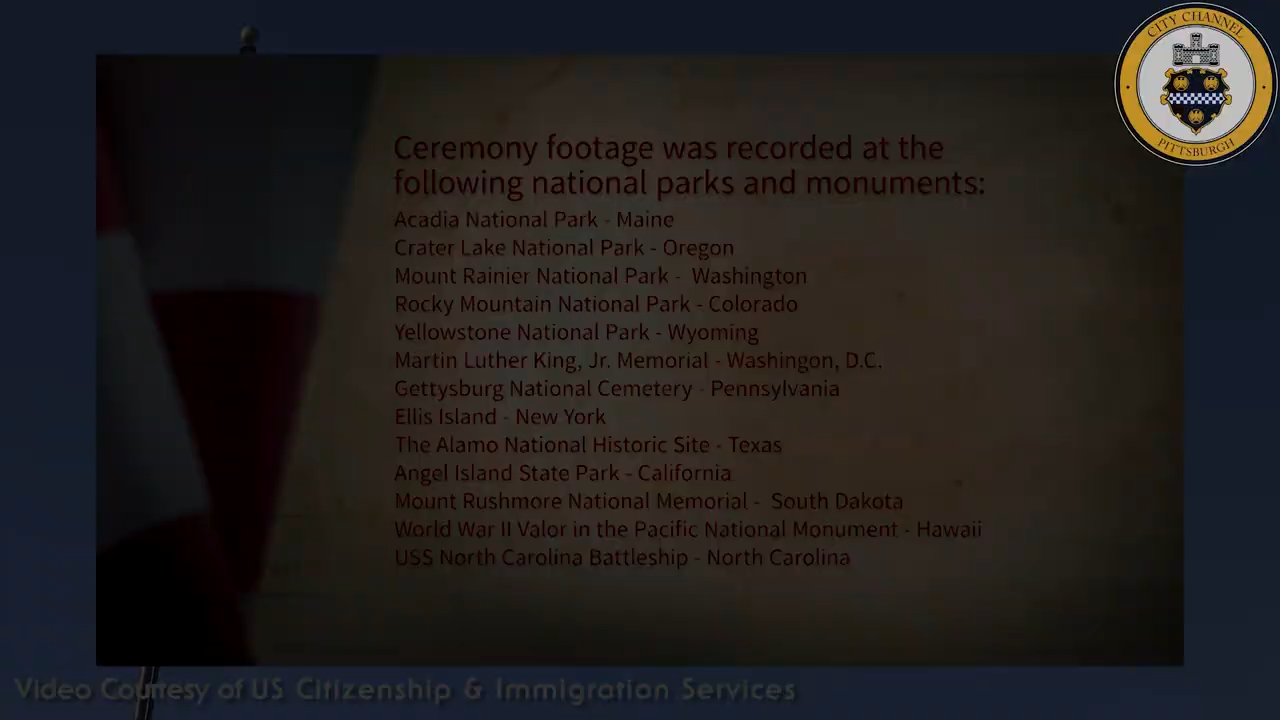 CITY CHANNEL
PITTSBURGH
Ceremony footage was recorded at the
following national parks and monuments:
Acadia National Park - Maine
Crater Lake National Park - Oregon
Mount Rainier National Park - Washington
Rocky Mountain National Park - Colorado
Yellowstone National Park - Wyoming
Martin Luther King, Jr. Memorial - Washingon, D.C.
Gettysburg National Cemetery - Pennsylvania
Ellis Island - New York
The Alamo National Historic Site - Texas
Angel Island State Park - California
Mount Rushmore National Memorial - South Dakota
World War II Valor in the Pacific National Monument - Hawaii
USS North Carolina Battleship - North Carolina
Video Courtesy of US Citizenship & Immigration Services